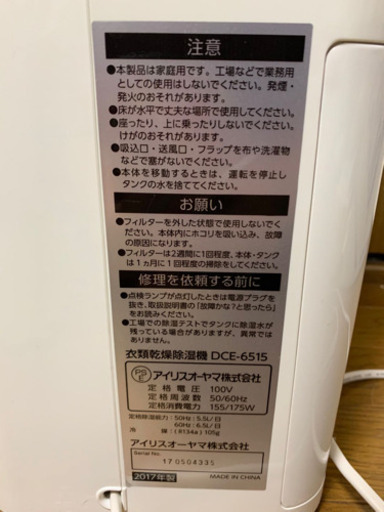 注意
●本製品は家庭用です。工場などで業務用
としての使用はしないでください。発煙・
発火のおそれがあります。
●床が水平で丈夫な場所で使用してください。
●座ったり、上に乗ったりしないでください。
けがのおそれがあります。
●吸込口・送風口・フラップを布や洗濯物
などで塞がないでください。
●本体を移動するときは、運転を停止し
タンクの水を捨ててください。
お願い
●フィルターを外した状態で使用しないでく
ださい。本体内にホコリを吸い込み、故障
の原因になります。
●フィルターは2週間に1回程度、本体・タンク
は1ヵ月に1回程度の掃除をしてください。
修理を依頼する前に
●点検ランプが点灯したときは電源プラグを
抜き、取扱説明書の「故障かな?と思ったら」
をお読みください。
●工場での除湿テストでタンクに除湿水が
残っている場合がありますが、異常では
ありません。
衣類乾燥除湿機 DCE-6515
PSE
アイリスオーヤマ株式会社
定格電圧 100V
定格周波数 50/60Hz
定格消費電力 155/175W
定格除湿能力:50Hz:5.5L/日
60Hz:6.5L/日
冷媒:(R134a)105g
アイリスオーヤマ株式会社
Serial No.
170504335
2017年製
MADE IN CHINA